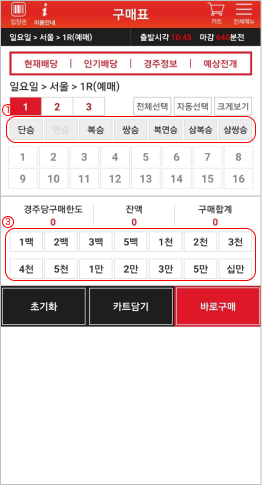 입장권 이용안내 구매표 카트 전체메뉴
일요일 > 서울 > 1R(예매) 출발시각 10:45 마감 640분전
현재배당 | 인기배당 | 경주정보 | 예상전개
일요일 > 서울 > 1R(예매)
① 1 2 3 전체선택 자동선택 크게보기
단승 연승 복승 쌍승 복연승 삼복승 삼쌍승
1 2 3 4 5 6 7 8
9 10 11 12 13 14 15 16
③ 경주당구매한도 잔액 구매합계
0 0 0
1백 2백 3백 5백 1천 2천 3천
4천 5천 1만 2만 3만 5만 십만
초기화 카트담기 바로구매